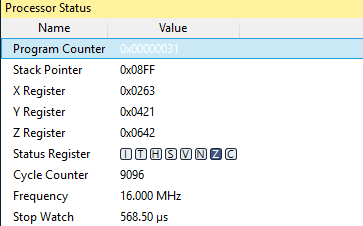 Processor Status
Name Value
Program Counter 0x00000031
Stack Pointer 0x08FF
X Register 0x0263
Y Register 0x0421
Z Register 0x0642
Status Register I T H S V N Z C
Cycle Counter 9096
Frequency 16.000 MHz
Stop Watch 568.50 µs